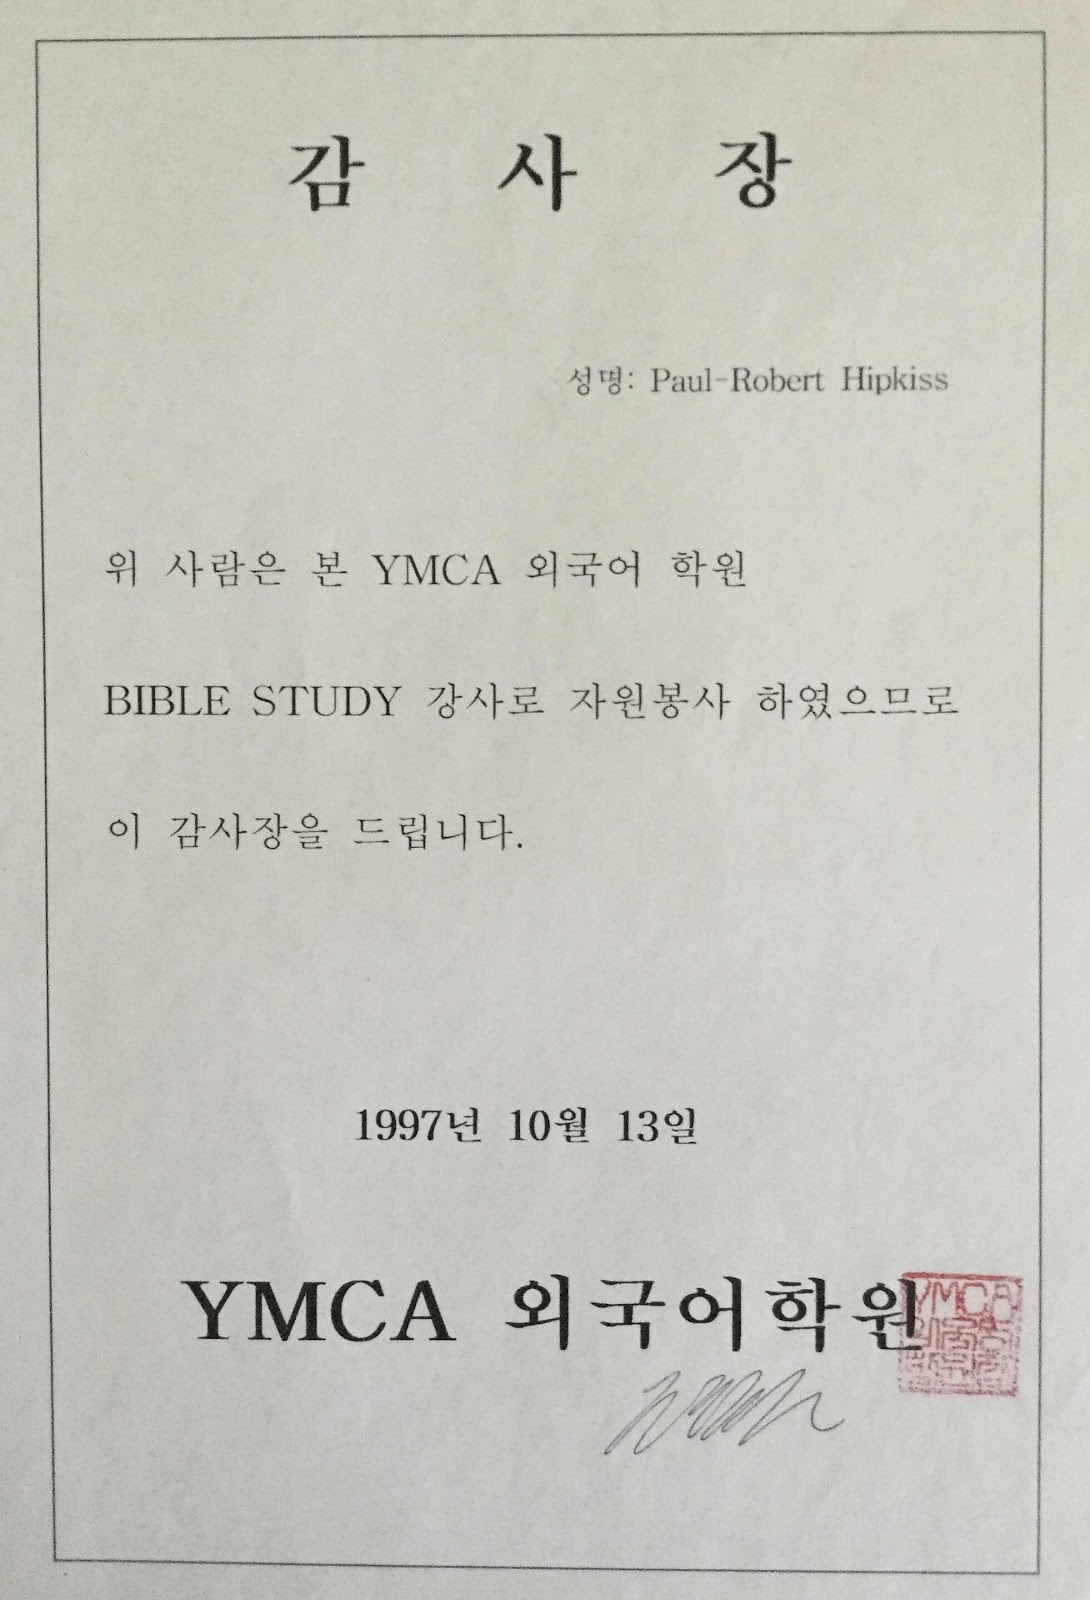 감 사 장
성명: Paul-Robert Hipkiss
위 사람은 본 YMCA 외국어 학원
BIBLE STUDY 강사로 자원봉사 하였으므로
이 감사장을 드립니다.
1997년 10월 13일
YMCA 외국어학원
YMCA